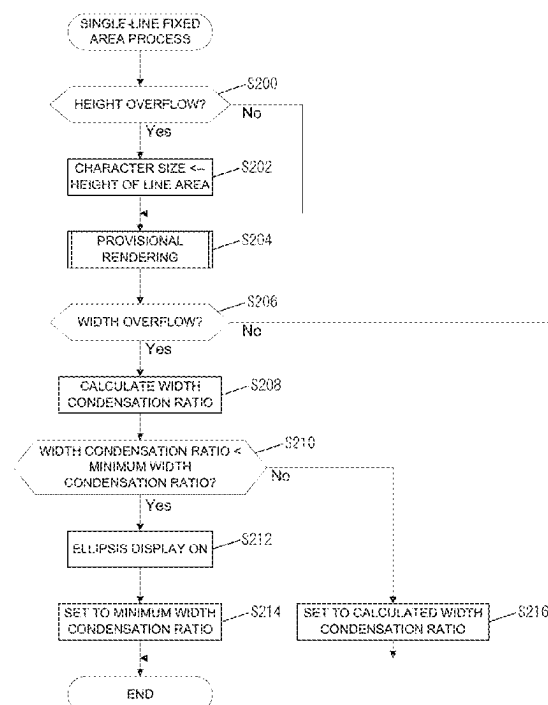 SINGLE-LINE FIXED
AREA PROCESS
S200
HEIGHT OVERFLOW?
No
Yes
CHARACTER SIZE <--
HEIGHT OF LINE AREA
S202
PROVISIONAL
RENDERING
S204
S206
WIDTH OVERFLOW?
No
Yes
CALCULATE WIDTH
CONDENSATION RATIO
S208
WIDTH CONDENSATION RATIO <
MINIMUM WIDTH
CONDENSATION RATIO?
S210
No
Yes
ELLIPSIS DISPLAY ON
S212
SET TO MINIMUM WIDTH
CONDENSATION RATIO
S214
SET TO CALCULATED WIDTH
CONDENSATION RATIO
S216
END